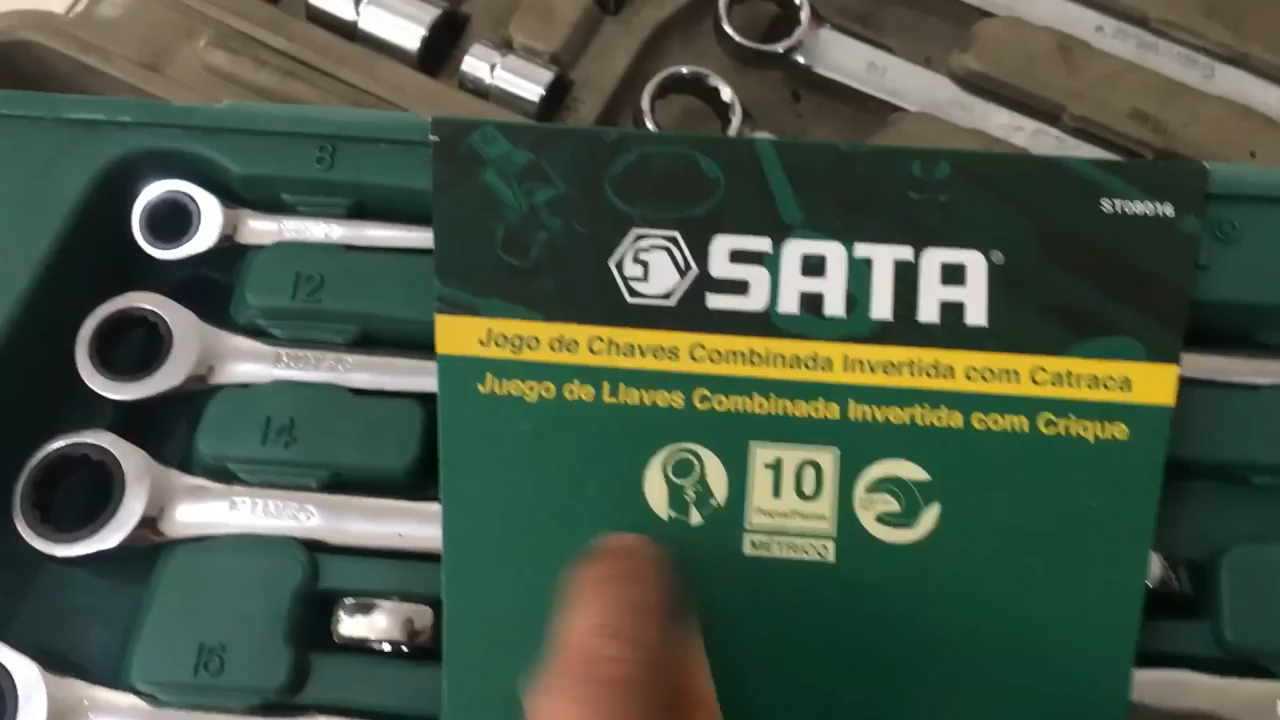 8
ST08016
SATA
12
Jogo de Chaves Combinada Invertida com Catraca
Juego de Llaves Combinada Invertida com Crique
14
10
MÉTRICO
16